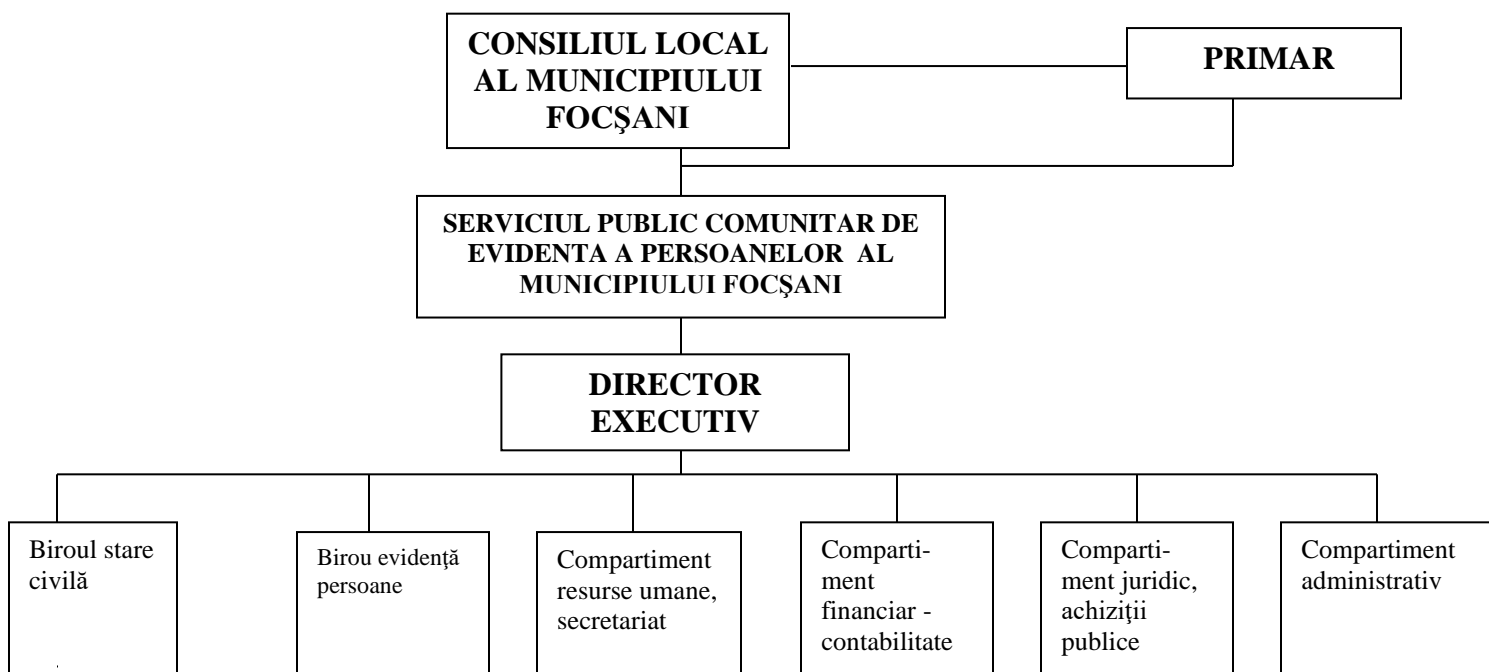 CONSILIUL LOCAL
AL MUNICIPIULUI
FOCŞANI
PRIMAR
SERVICIUL PUBLIC COMUNITAR DE
EVIDENTA A PERSOANELOR AL
MUNICIPIULUI FOCŞANI
DIRECTOR
EXECUTIV
Biroul stare
civilă
Birou evidenţă
persoane
Compartiment
resurse umane,
secretariat
Comparti-
ment
financiar -
contabilitate
Comparti-
ment juridic,
achiziţii
publice
Compartiment
administrativ